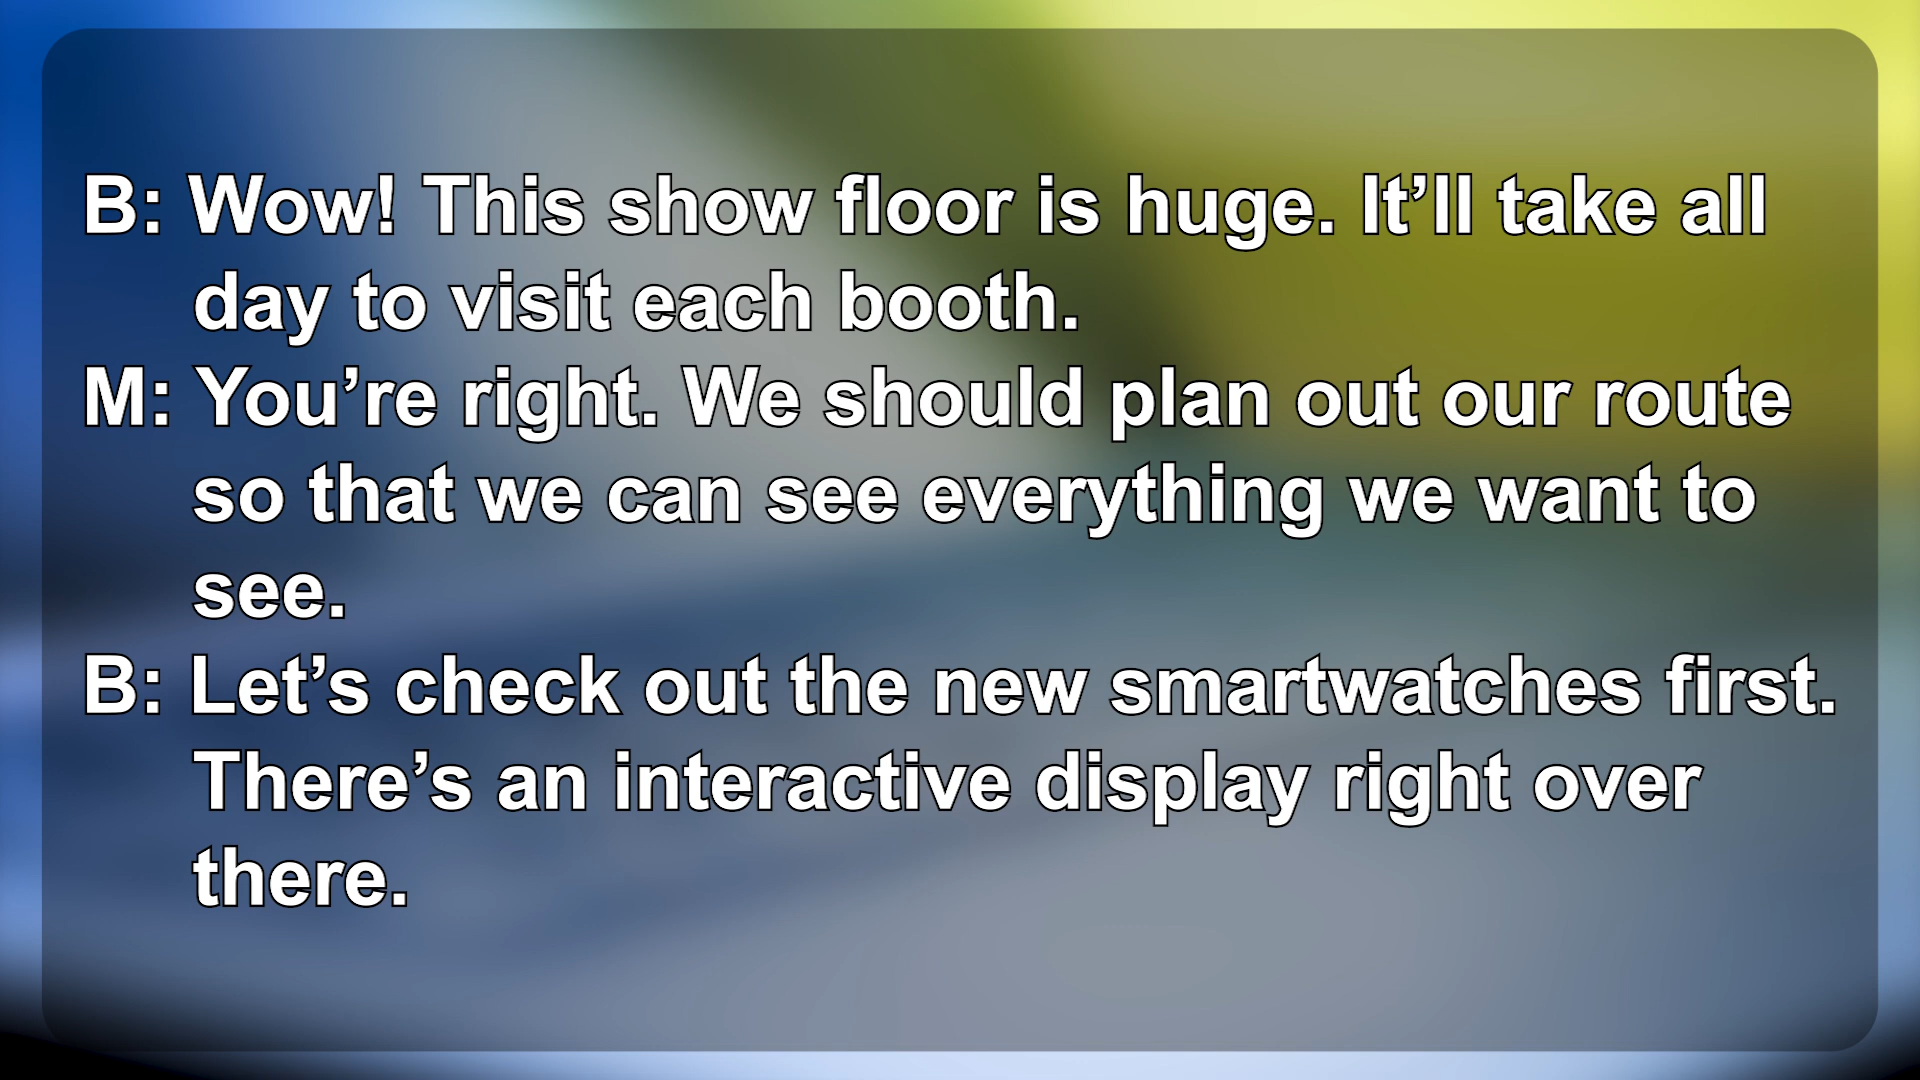 B: Wow! This show floor is huge. It’ll take all
day to visit each booth.
M: You’re right. We should plan out our route
so that we can see everything we want to
see.
B: Let’s check out the new smartwatches first.
There’s an interactive display right over
there.